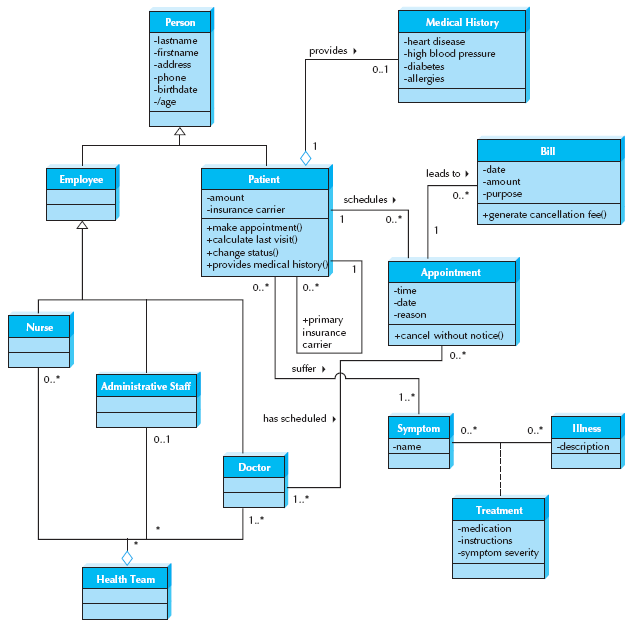 Person
-lastname
-firstname
-address
-phone
-birthdate
-/age
Medical History
-heart disease
-high blood pressure
-diabetes
-allergies
provides
0..1
1
Employee
Patient
-amount
-insurance carrier
+make appointment()
+calculate last visit()
+change status()
+provides medical history()
schedules
1
0..*
leads to
0..*
1
Bill
-date
-amount
-purpose
+generate cancellation fee()
Appointment
-time
-date
-reason
+cancel without notice()
0..*
0..*
0..*
1
+primary
insurance
carrier
Nurse
0..*
Administrative Staff
0..1
suffer
1..*
has scheduled
Doctor
1..*
1..*
Symptom
-name
0..*
0..*
Illness
-description
Treatment
-medication
-instructions
-symptom severity
*
*
Health Team